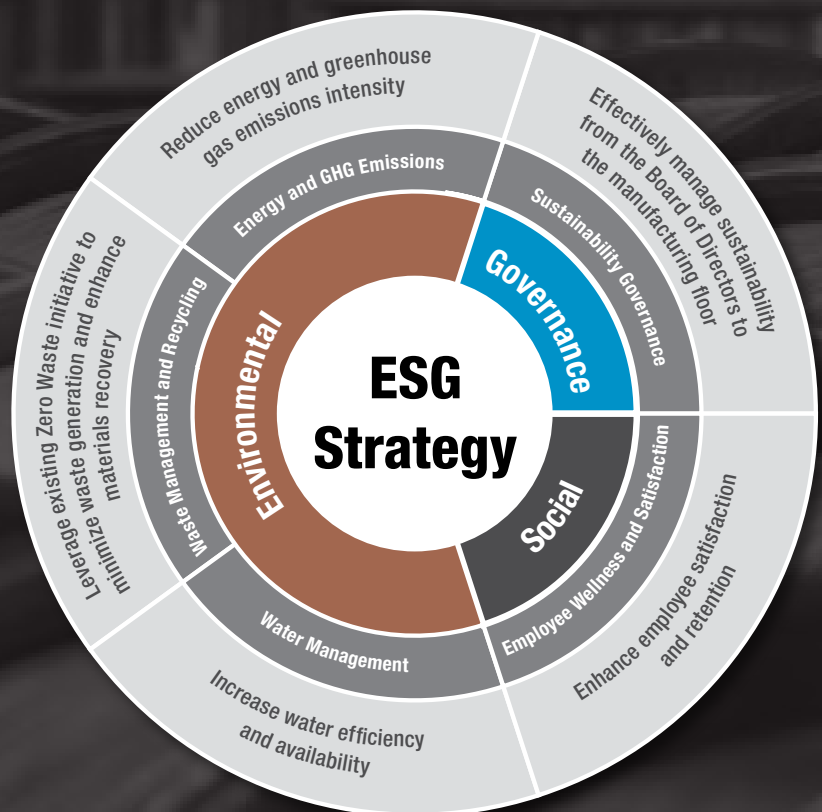 ESG
Strategy
Environmental
Governance
Social
Energy and GHG Emissions
Reduce energy and greenhouse
gas emissions intensity
Sustainability Governance
Effectively manage sustainability
from the Board of Directors to
the manufacturing floor
Employee Wellness and Satisfaction
Enhance employee satisfaction
and retention
Water Management
Increase water efficiency
and availability
Waste Management and Recycling
Leverage existing Zero Waste initiative to
minimize waste generation and enhance
materials recovery